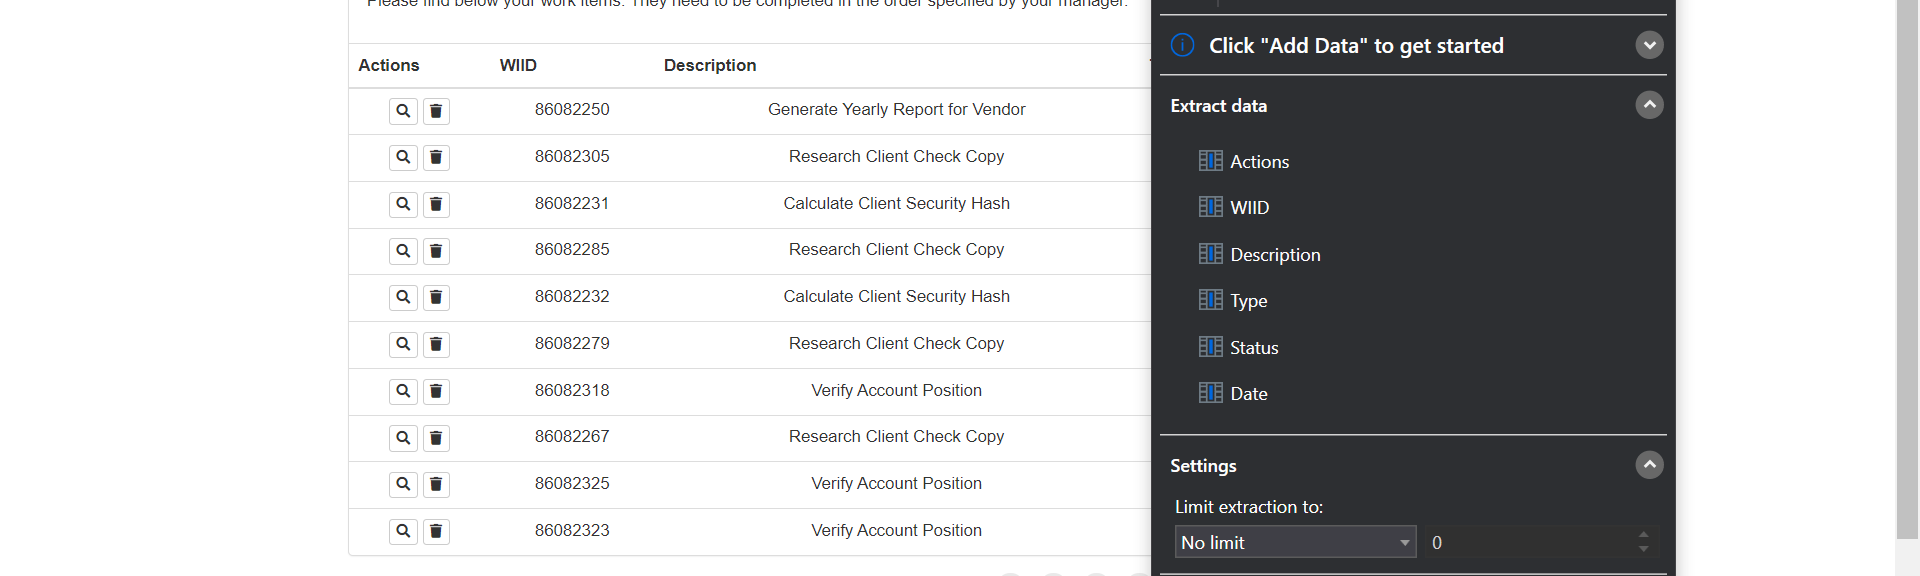 Please find below your work items. They need to be completed in the order specified by your manager.
Actions WIID Description
86082250 Generate Yearly Report for Vendor
86082305 Research Client Check Copy
86082231 Calculate Client Security Hash
86082285 Research Client Check Copy
86082232 Calculate Client Security Hash
86082279 Research Client Check Copy
86082318 Verify Account Position
86082267 Research Client Check Copy
86082325 Verify Account Position
86082323 Verify Account Position
Click "Add Data" to get started
Extract data
Actions
WIID
Description
Type
Status
Date
Settings
Limit extraction to:
No limit 0